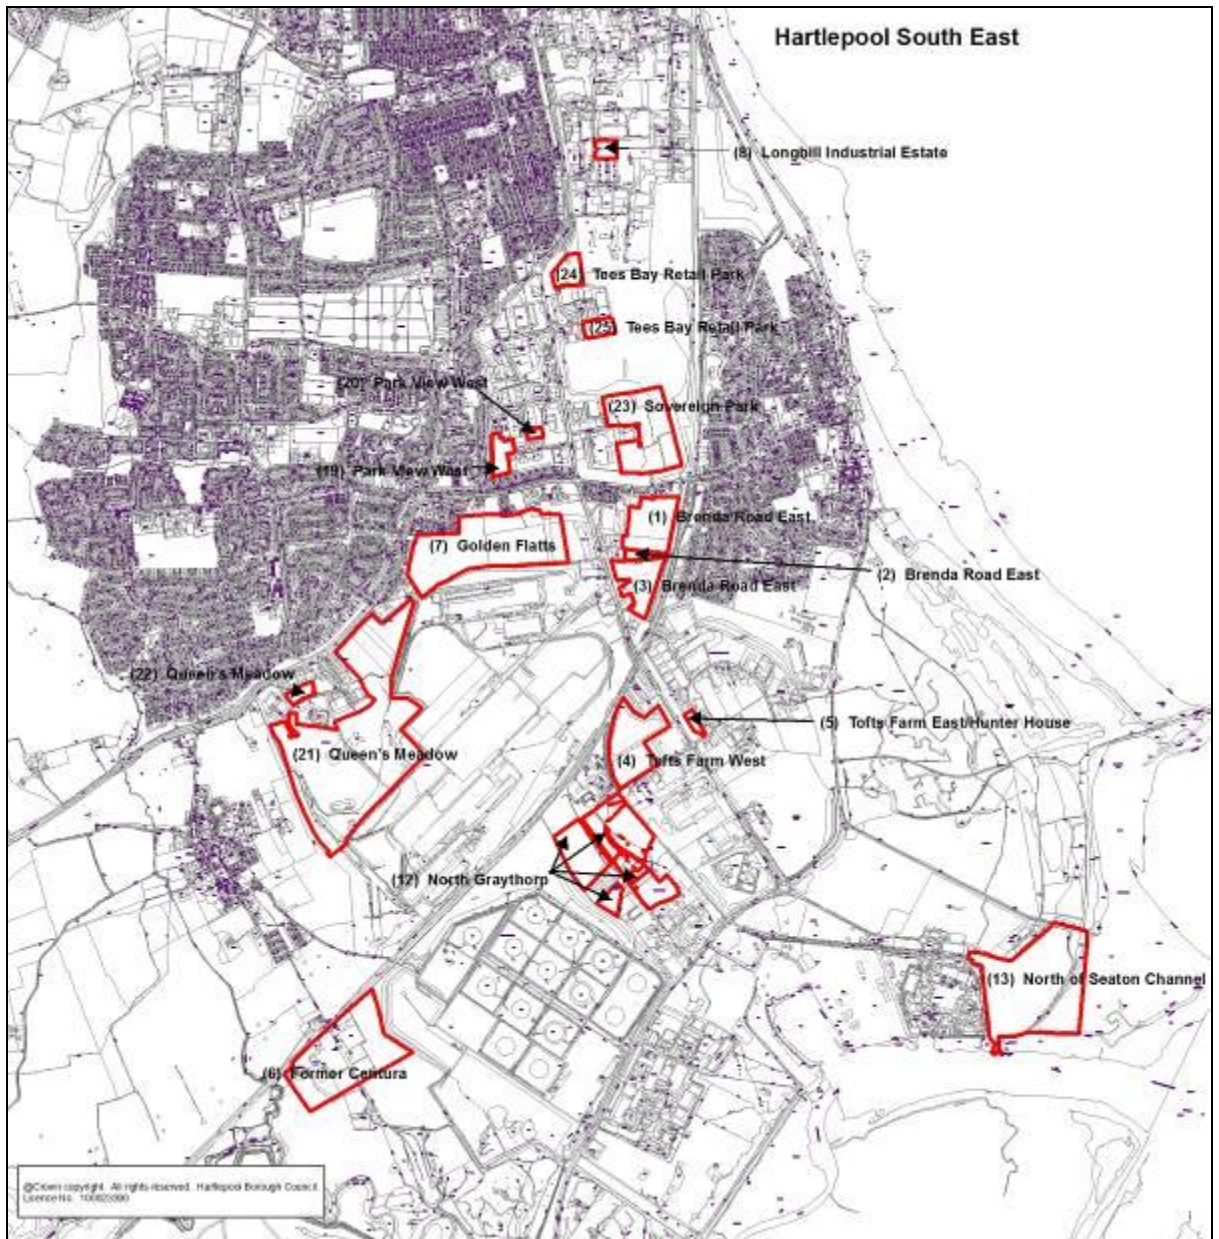 Hartlepool South East
(8) Longhill Industrial Estate
(24) Tees Bay Retail Park
(25) Tees Bay Retail Park
(20) Park View West
(23) Sovereign Park
(19) Park View West
(1) Brenda Road East
(7) Golden Flatts
(2) Brenda Road East
(3) Brenda Road East
(22) Queen's Meadow
(5) Tofts Farm East/Hunter House
(21) Queen's Meadow
(4) Tofts Farm West
(12) North Graythorp
(13) North of Seaton Channel
(6) Former Centura
@Crown copyright. All rights reserved. Hartlepool Borough Council.
Licence No.